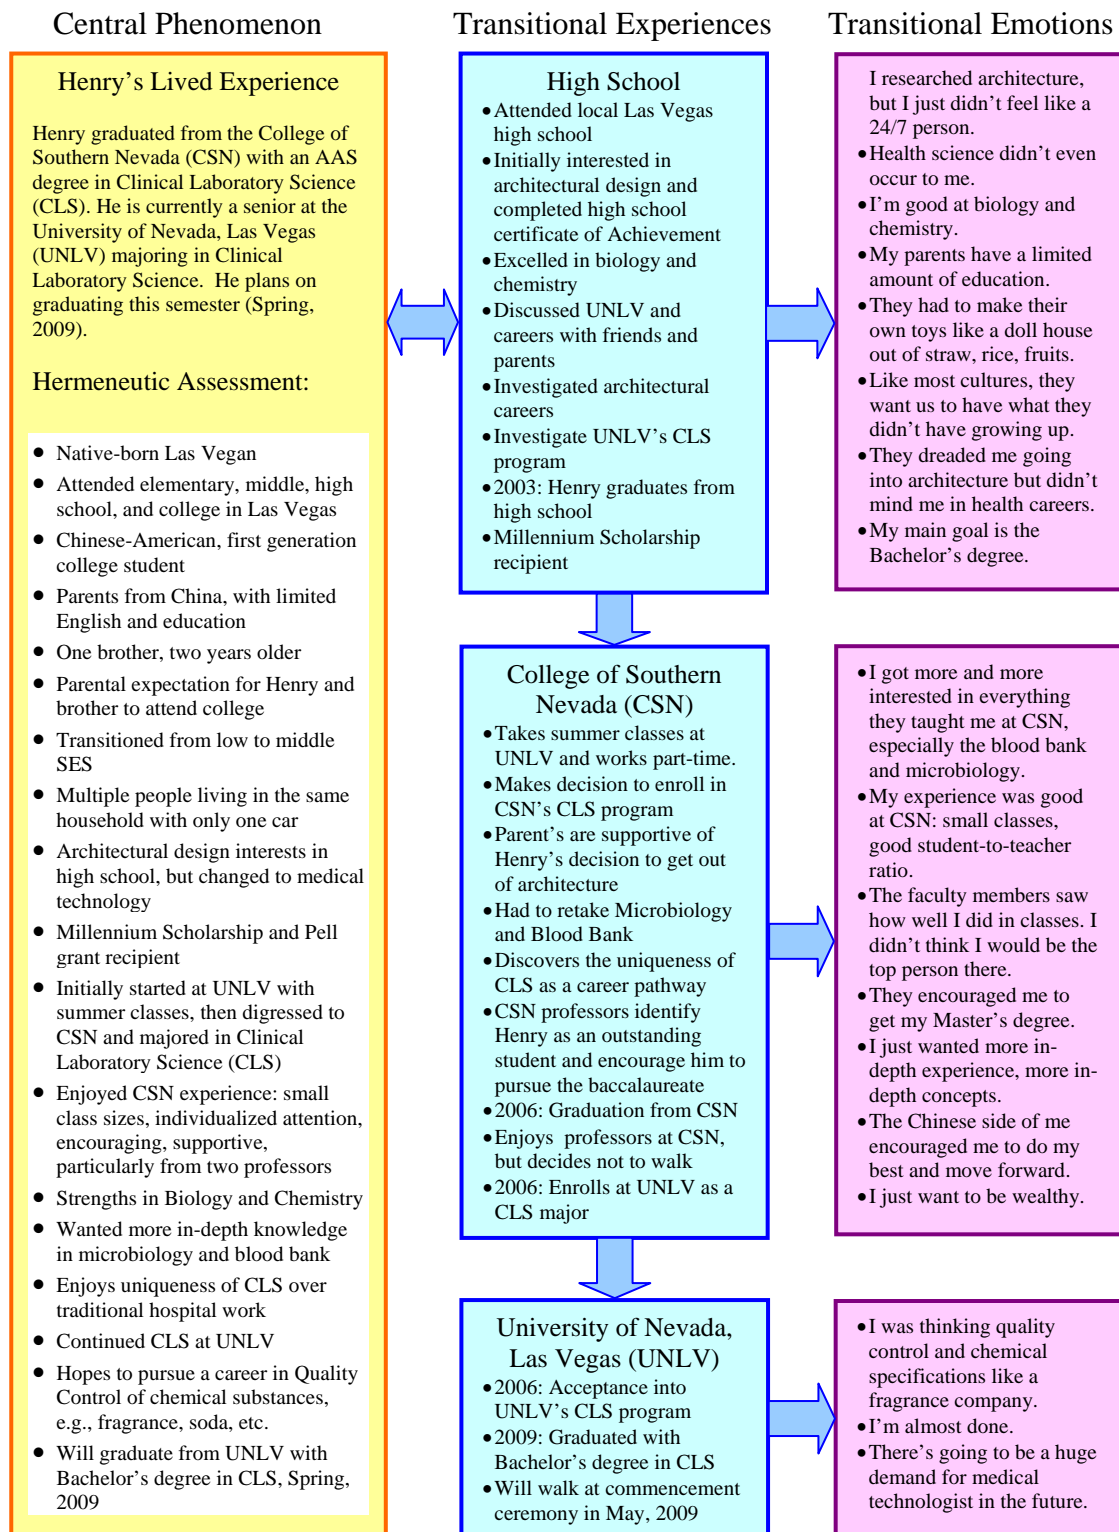 Central Phenomenon
Henry’s Lived Experience
Henry graduated from the College of
Southern Nevada (CSN) with an AAS
degree in Clinical Laboratory Science
(CLS). He is currently a senior at the
University of Nevada, Las Vegas
(UNLV) majoring in Clinical
Laboratory Science.  He plans on
graduating this semester (Spring,
2009).
Hermeneutic Assessment:
• Native-born Las Vegan
• Attended elementary, middle, high
school, and college in Las Vegas
• Chinese-American, first generation
college student
• Parents from China, with limited
English and education
• One brother, two years older
• Parental expectation for Henry and
brother to attend college
• Transitioned from low to middle
SES
• Multiple people living in the same
household with only one car
• Architectural design interests in
high school, but changed to medical
technology
• Millennium Scholarship and Pell
grant recipient
• Initially started at UNLV with
summer classes, then digressed to
CSN and majored in Clinical
Laboratory Science (CLS)
• Enjoyed CSN experience: small
class sizes, individualized attention,
encouraging, supportive,
particularly from two professors
• Strengths in Biology and Chemistry
• Wanted more in-depth knowledge
in microbiology and blood bank
• Enjoys uniqueness of CLS over
traditional hospital work
• Continued CLS at UNLV
• Hopes to pursue a career in Quality
Control of chemical substances,
e.g., fragrance, soda, etc.
• Will graduate from UNLV with
Bachelor’s degree in CLS, Spring,
2009
Transitional Experiences
High School
• Attended local Las Vegas
high school
• Initially interested in
architectural design and
completed high school
certificate of Achievement
• Excelled in biology and
chemistry
• Discussed UNLV and
careers with friends and
parents
• Investigated architectural
careers
• Investigate UNLV’s CLS
program
• 2003: Henry graduates from
high school
• Millennium Scholarship
recipient
College of Southern
Nevada (CSN)
• Takes summer classes at
UNLV and works part-time.
• Makes decision to enroll in
CSN’s CLS program
• Parent’s are supportive of
Henry’s decision to get out
of architecture
• Had to retake Microbiology
and Blood Bank
• Discovers the uniqueness of
CLS as a career pathway
• CSN professors identify
Henry as an outstanding
student and encourage him to
pursue the baccalaureate
• 2006: Graduation from CSN
• Enjoys  professors at CSN,
but decides not to walk
• 2006: Enrolls at UNLV as a
CLS major
University of Nevada,
Las Vegas (UNLV)
• 2006: Acceptance into
UNLV’s CLS program
• 2009: Graduated with
Bachelor’s degree in CLS
• Will walk at commencement
ceremony in May, 2009
Transitional Emotions
I researched architecture,
but I just didn’t feel like a
24/7 person.
• Health science didn’t even
occur to me.
• I’m good at biology and
chemistry.
• My parents have a limited
amount of education.
• They had to make their
own toys like a doll house
out of straw, rice, fruits.
• Like most cultures, they
want us to have what they
didn’t have growing up.
• They dreaded me going
into architecture but didn’t
mind me in health careers.
• My main goal is the
Bachelor’s degree.
• I got more and more
interested in everything
they taught me at CSN,
especially the blood bank
and microbiology.
• My experience was good
at CSN: small classes,
good student-to-teacher
ratio.
• The faculty members saw
how well I did in classes. I
didn’t think I would be the
top person there.
• They encouraged me to
get my Master’s degree.
• I just wanted more in-
depth experience, more in-
depth concepts.
• The Chinese side of me
encouraged me to do my
best and move forward.
• I just want to be wealthy.
• I was thinking quality
control and chemical
specifications like a
fragrance company.
• I’m almost done.
• There’s going to be a huge
demand for medical
technologist in the future.